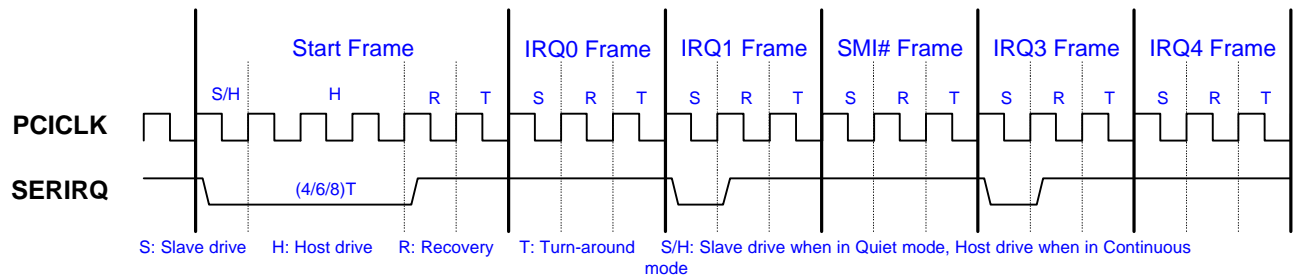 Start Frame IRQ0 Frame IRQ1 Frame SMI# Frame IRQ3 Frame IRQ4 Frame
S/H H R T S R T S R T S R T S R T S R T
PCICLK
SERIRQ (4/6/8)T
S: Slave drive H: Host drive R: Recovery T: Turn-around S/H: Slave drive when in Quiet mode, Host drive when in Continuous
mode